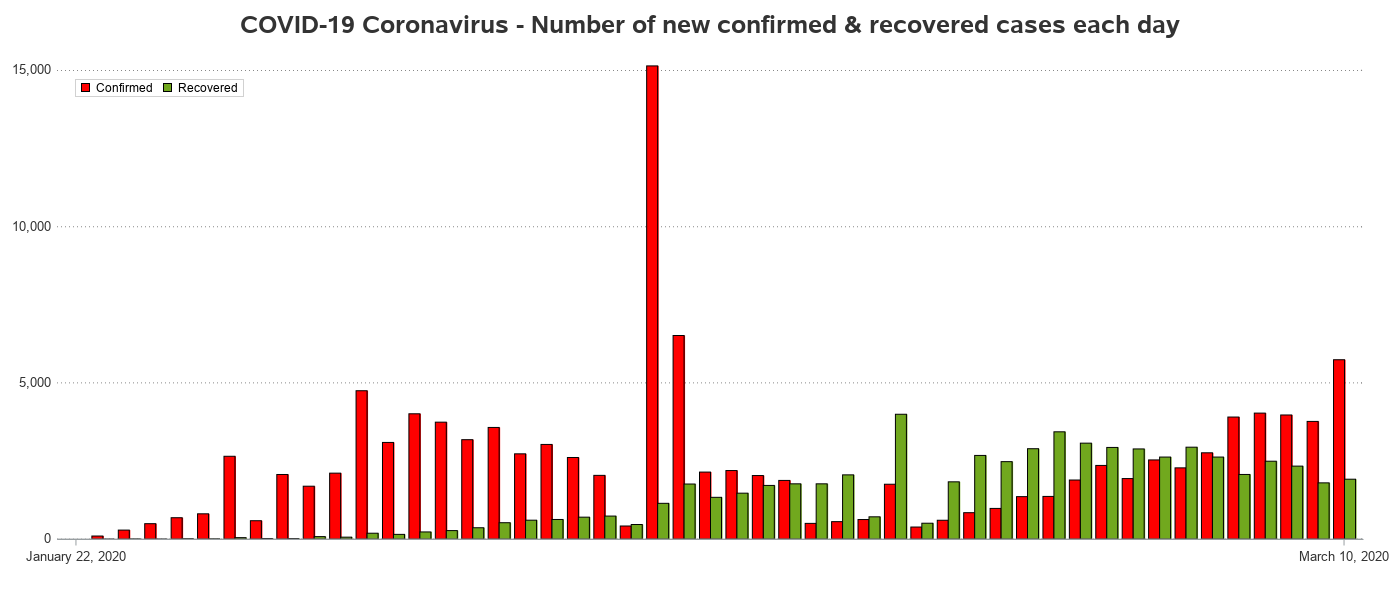 COVID-19 Coronavirus - Number of new confirmed & recovered cases each day
15,000
Confirmed Recovered
10,000
5,000
0
January 22, 2020 March 10, 2020